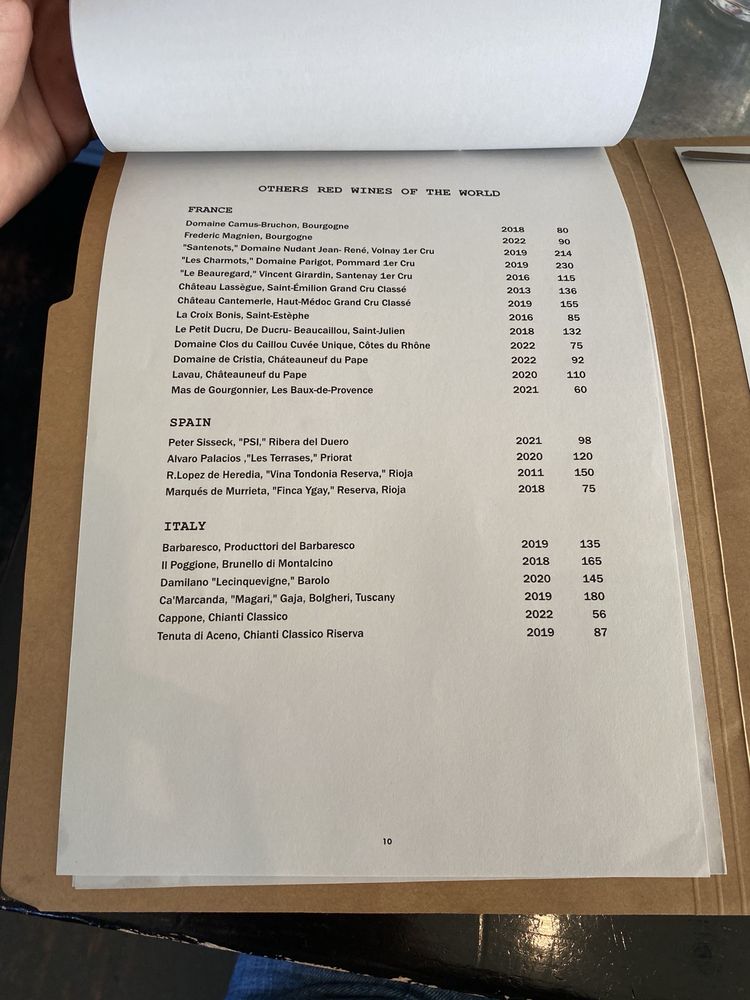 OTHERS RED WINES OF THE WORLD
FRANCE
Domaine Camus-Bruchon, Bourgogne 2018 80
Frederic Magnien, Bourgogne 2022 90
"Santenots," Domaine Nudant Jean- René, Volnay 1er Cru 2019 214
"Les Charmots," Domaine Parigot, Pommard 1er Cru 2019 230
"Le Beauregard," Vincent Girardin, Santenay 1er Cru 2016 115
Château Lassègue, Saint-Émilion Grand Cru Classé 2013 136
Château Cantemerle, Haut-Médoc Grand Cru Classé 2019 155
La Croix Bonis, Saint-Estèphe 2016 85
Le Petit Ducru, De Ducru- Beaucaillou, Saint-Julien 2018 132
Domaine Clos du Caillou Cuvée Unique, Côtes du Rhône 2022 75
Domaine de Cristia, Châteauneuf du Pape 2022 92
Lavau, Châteauneuf du Pape 2020 110
Mas de Gourgonnier, Les Baux-de-Provence 2021 60
SPAIN
Peter Sisseck, "PSI," Ribera del Duero 2021 98
Alvaro Palacios ,"Les Terrases," Priorat 2020 120
R.Lopez de Heredia, "Vina Tondonia Reserva," Rioja 2011 150
Marqués de Murrieta, "Finca Ygay," Reserva, Rioja 2018 75
ITALY
Barbaresco, Producttori del Barbaresco 2019 135
Il Poggione, Brunello di Montalcino 2018 165
Damilano "Lecinquevigne," Barolo 2020 145
Ca'Marcanda, "Magari," Gaja, Bolgheri, Tuscany 2019 180
Cappone, Chianti Classico 2022 56
Tenuta di Aceno, Chianti Classico Riserva 2019 87
10